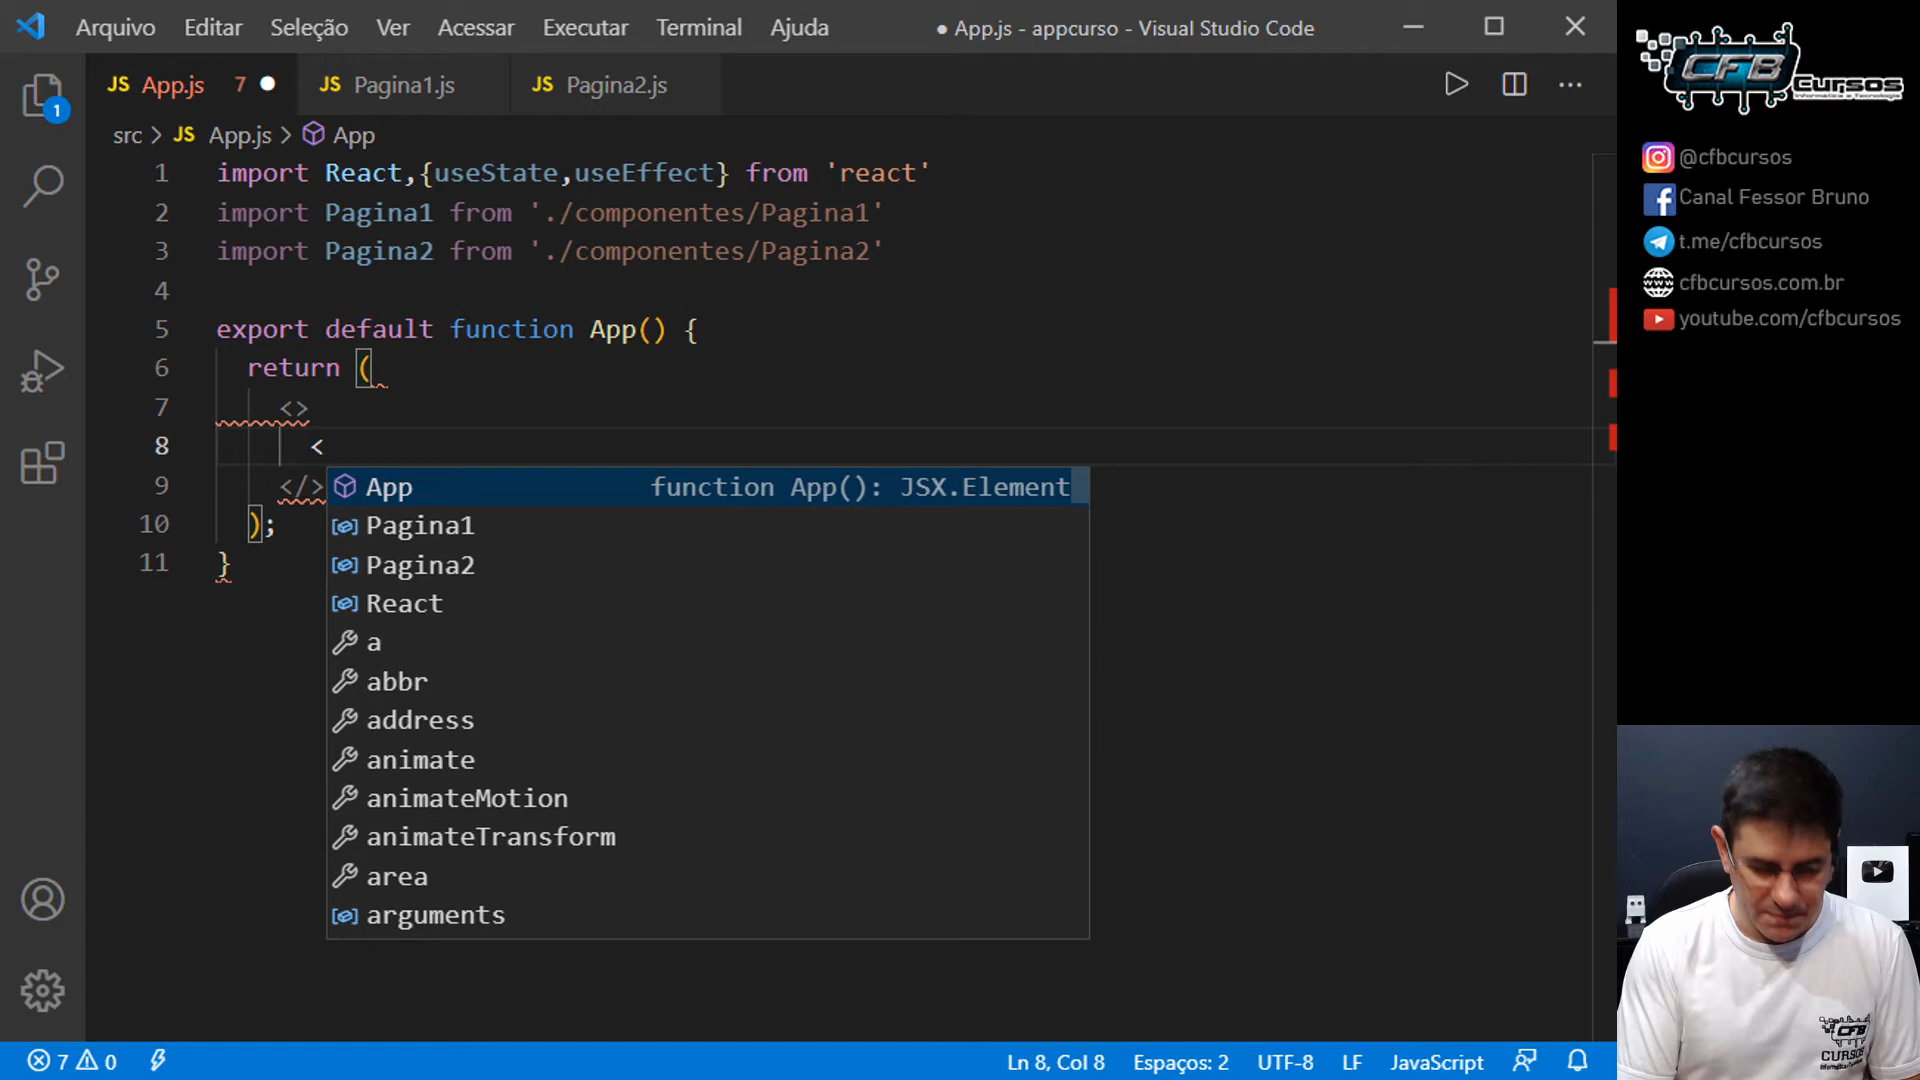 Arquivo Editar Seleção Ver Acessar Executar Terminal Ajuda ● App.js - appcurso - Visual Studio Code
JS App.js 7 ● JS Pagina1.js JS Pagina2.js
src > JS App.js > App
1 import React,{useState,useEffect} from 'react'
2 import Pagina1 from './componentes/Pagina1'
3 import Pagina2 from './componentes/Pagina2'
4
5 export default function App() {
6 return (
7 <>
8 <
9 </>
10 );
11 }
App function App(): JSX.Element
Pagina1
Pagina2
React
a
abbr
address
animate
animateMotion
animateTransform
area
arguments
1
7 0 Ln 8, Col 8 Espaços: 2 UTF-8 LF JavaScript
CFB Cursos
@cfbcursos
Canal Fessor Bruno
t.me/cfbcursos
cfbcursos.com.br
youtube.com/cfbcursos
CFB
CURSOS